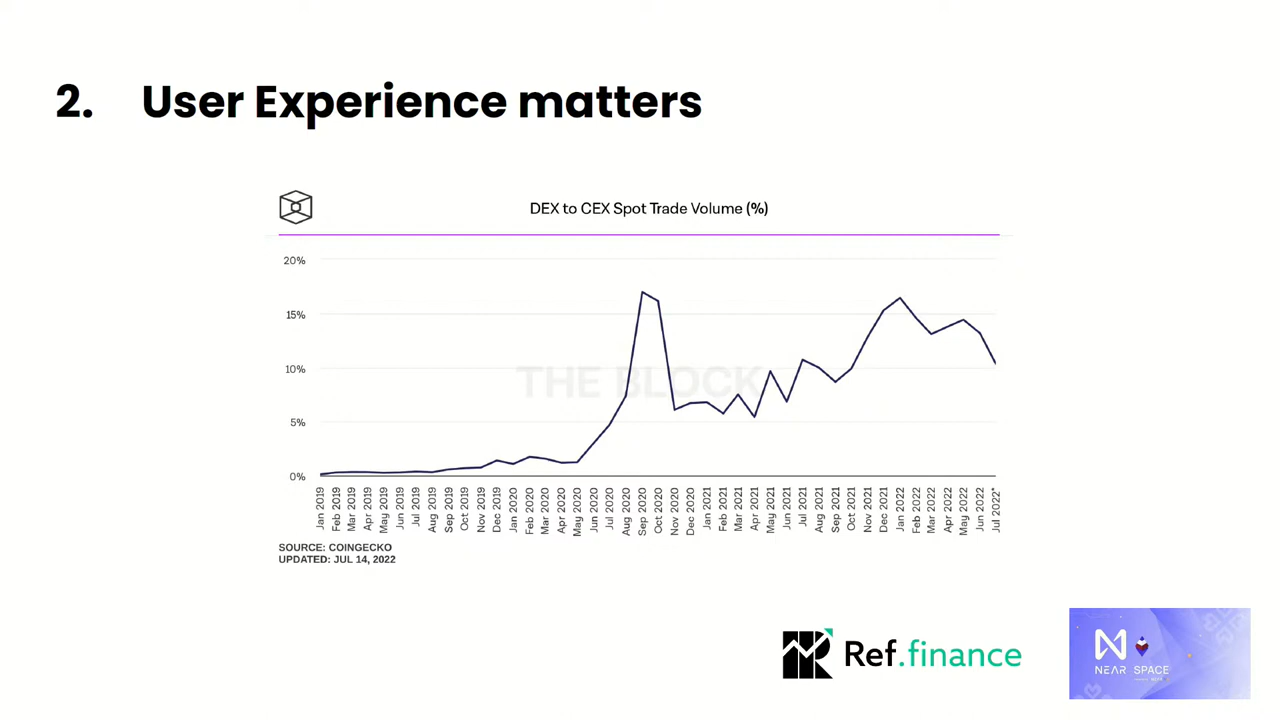 2. User Experience matters
DEX to CEX Spot Trade Volume (%)
20%
15%
10%
5%
0%
THE BLOCK
Jan 2019
Feb 2019
Mar 2019
Apr 2019
May 2019
Jun 2019
Jul 2019
Aug 2019
Sep 2019
Oct 2019
Nov 2019
Dec 2019
Jan 2020
Feb 2020
Mar 2020
Apr 2020
May 2020
Jun 2020
Jul 2020
Aug 2020
Sep 2020
Oct 2020
Nov 2020
Dec 2020
Jan 2021
Feb 2021
Mar 2021
Apr 2021
May 2021
Jun 2021
Jul 2021
Aug 2021
Sep 2021
Oct 2021
Nov 2021
Dec 2021
Jan 2022
Feb 2022
Mar 2022
Apr 2022
May 2022
Jun 2022
Jul 2022*
SOURCE: COINGECKO
UPDATED: JUL 14, 2022
Ref.finance
NEAR SPACE